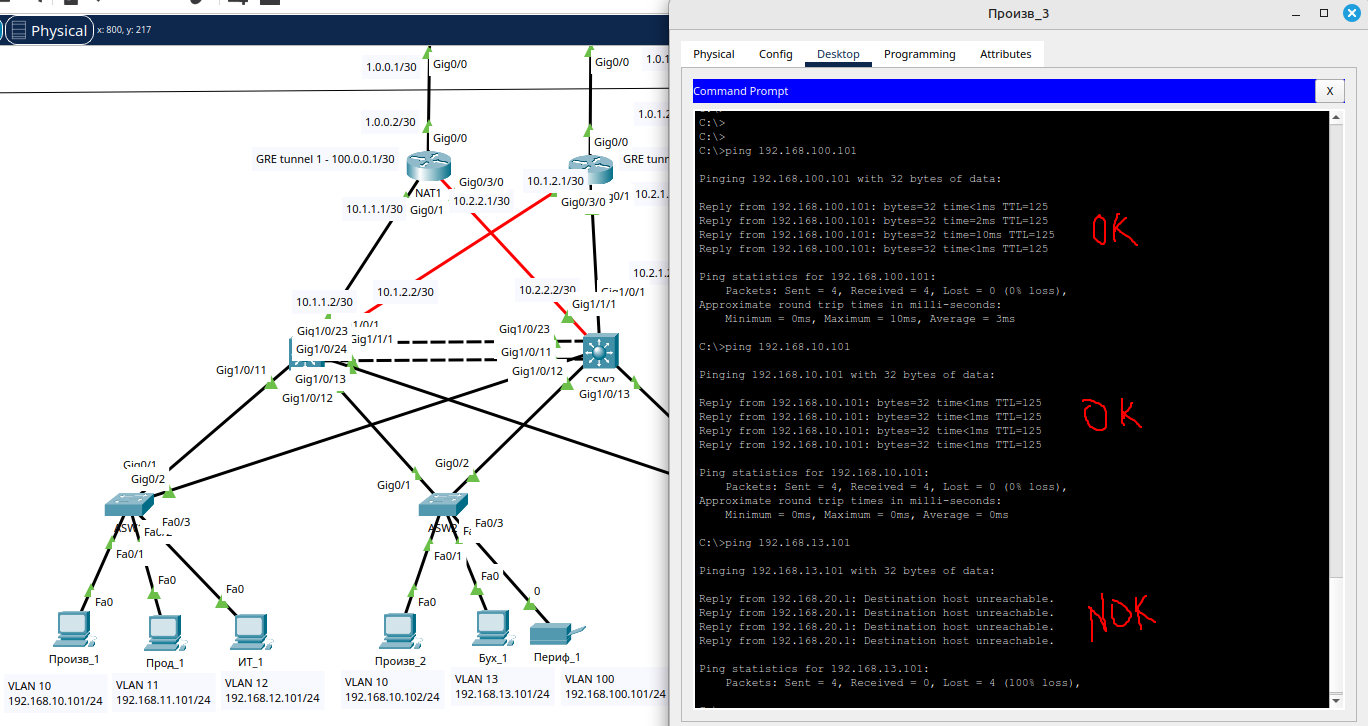 Physical
x: 800, y: 217
1.0.0.1/30
Gig0/0
Gig0/0
1.0.0.2/30
Gig0/0
Gig0/0
GRE tunnel 1 - 100.0.0.1/30
NAT1
Gig0/3/0
10.1.2.1/30
10.1.1.1/30
Gig0/1
10.2.2.1/30
Gig0/3/0
10.1.1.2/30
10.1.2.2/30
10.2.2.2/30
Gig1/1/1
Gig1/0/23
Gig1/1/1
Gig1/0/23
Gig1/0/24
Gig1/0/11
Gig1/0/11
Gig1/0/12
Gig1/0/13
CSW2
Gig1/0/12
Gig1/0/13
Gig0/1
Gig0/2
Gig0/2
Gig0/1
Fa0/3
Fa0/1
ASW2
Fa0/3
Fa0/1
Fa0
Fa0
Fa0
Fa0
Fa0
0
Произв_1
Прод_1
ИТ_1
Произв_2
Бух_1
Периф_1
VLAN 10
192.168.10.101/24
VLAN 11
192.168.11.101/24
VLAN 12
192.168.12.101/24
VLAN 10
192.168.10.102/24
VLAN 13
192.168.13.101/24
VLAN 100
192.168.100.101/24
Произв_3
Physical
Config
Desktop
Programming
Attributes
Command Prompt
X
C:\>
C:\>
C:\>ping 192.168.100.101
Pinging 192.168.100.101 with 32 bytes of data:
Reply from 192.168.100.101: bytes=32 time<1ms TTL=125
Reply from 192.168.100.101: bytes=32 time=2ms TTL=125
Reply from 192.168.100.101: bytes=32 time=10ms TTL=125
Reply from 192.168.100.101: bytes=32 time<1ms TTL=125
OK
Ping statistics for 192.168.100.101:
Packets: Sent = 4, Received = 4, Lost = 0 (0% loss),
Approximate round trip times in milli-seconds:
Minimum = 0ms, Maximum = 10ms, Average = 3ms
C:\>ping 192.168.10.101
Pinging 192.168.10.101 with 32 bytes of data:
Reply from 192.168.10.101: bytes=32 time<1ms TTL=125
Reply from 192.168.10.101: bytes=32 time<1ms TTL=125
Reply from 192.168.10.101: bytes=32 time<1ms TTL=125
Reply from 192.168.10.101: bytes=32 time<1ms TTL=125
OK
Ping statistics for 192.168.10.101:
Packets: Sent = 4, Received = 4, Lost = 0 (0% loss),
Approximate round trip times in milli-seconds:
Minimum = 0ms, Maximum = 0ms, Average = 0ms
C:\>ping 192.168.13.101
Pinging 192.168.13.101 with 32 bytes of data:
Reply from 192.168.20.1: Destination host unreachable.
Reply from 192.168.20.1: Destination host unreachable.
Reply from 192.168.20.1: Destination host unreachable.
Reply from 192.168.20.1: Destination host unreachable.
NOK
Ping statistics for 192.168.13.101:
Packets: Sent = 4, Received = 0, Lost = 4 (100% loss),